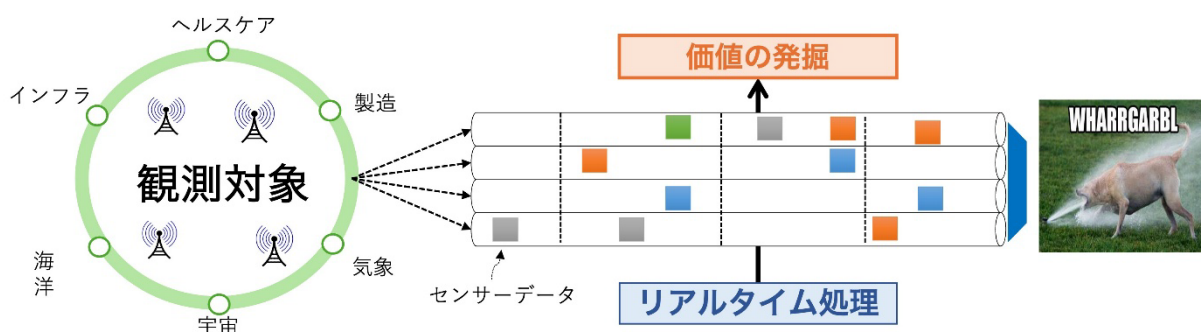 ヘルスケア
インフラ
製造
観測対象
海
洋
気象
宇宙
価値の発掘
センサーデータ
リアルタイム処理
WHARRGARBL